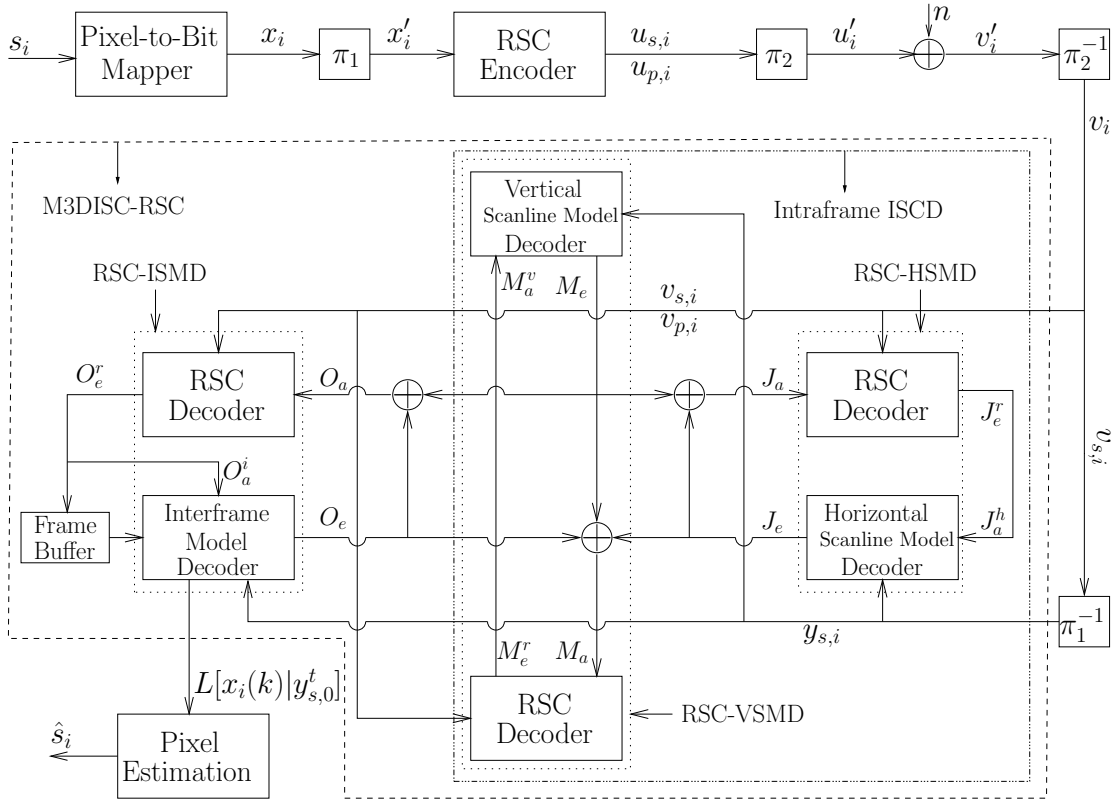 s_i
Pixel-to-Bit
Mapper
x_i
π_1
x'_i
RSC
Encoder
u_{s,i}
u_{p,i}
π_2
u'_i
n
v'_i
π_2^{-1}
v_i
M3DISC-RSC
Vertical
Scanline Model
Decoder
Intraframe ISCD
RSC-ISMD
M_a^v
M_e
v_{s,i}
v_{p,i}
RSC-HSMD
O_e^r
RSC
Decoder
O_a
J_a
RSC
Decoder
J_e^r
v_{s,i}
O_a^i
Frame
Buffer
Interframe
Model
Decoder
O_e
J_e
Horizontal
Scanline Model
Decoder
J_a^h
π_1^{-1}
y_{s,i}
M_e^r
M_a
L[x_i(k)|y_{s,0}^t]
RSC
Decoder
RSC-VSMD
ŝ_i
Pixel
Estimation